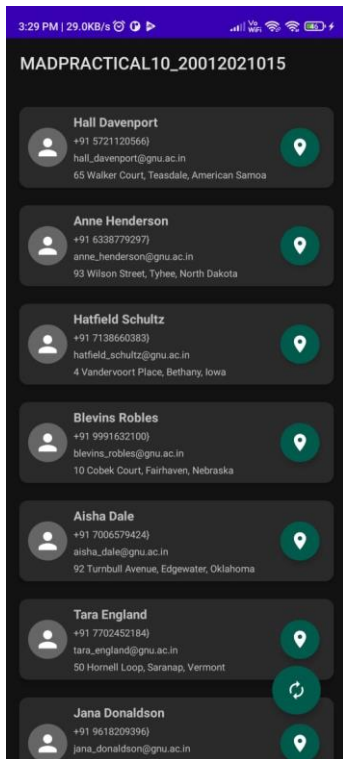 3:29 PM | 29.0KB/s
Vo
WiFi
46
MADPRACTICAL10_20012021015
Hall Davenport
+91 5721120566}
hall_davenport@gnu.ac.in
65 Walker Court, Teasdale, American Samoa
Anne Henderson
+91 6338779297}
anne_henderson@gnu.ac.in
93 Wilson Street, Tyhee, North Dakota
Hatfield Schultz
+91 7138660383}
hatfield_schultz@gnu.ac.in
4 Vandervoort Place, Bethany, Iowa
Blevins Robles
+91 9991632100}
blevins_robles@gnu.ac.in
10 Cobek Court, Fairhaven, Nebraska
Aisha Dale
+91 7006579424}
aisha_dale@gnu.ac.in
92 Turnbull Avenue, Edgewater, Oklahoma
Tara England
+91 7702452184}
tara_england@gnu.ac.in
50 Hornell Loop, Saranap, Vermont
Jana Donaldson
+91 9618209396}
jana_donaldson@gnu.ac.in